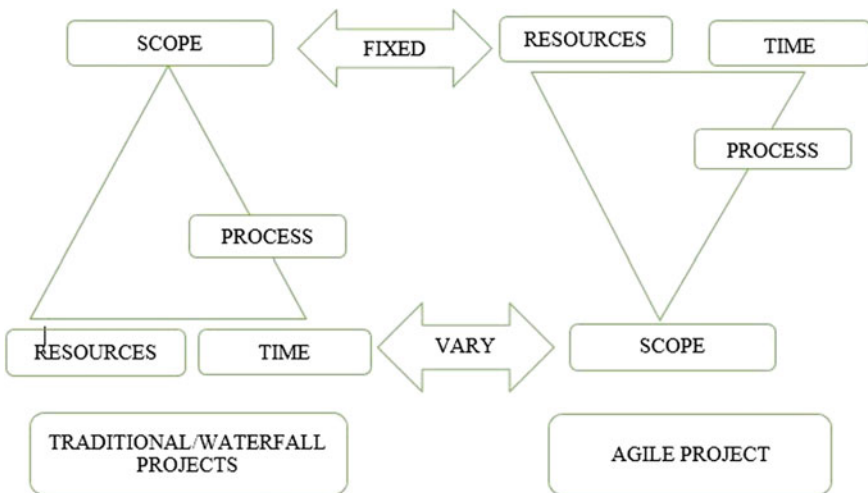 SCOPE
FIXED
RESOURCES
TIME
PROCESS
PROCESS
RESOURCES
TIME
VARY
SCOPE
TRADITIONAL/WATERFALL
PROJECTS
AGILE PROJECT